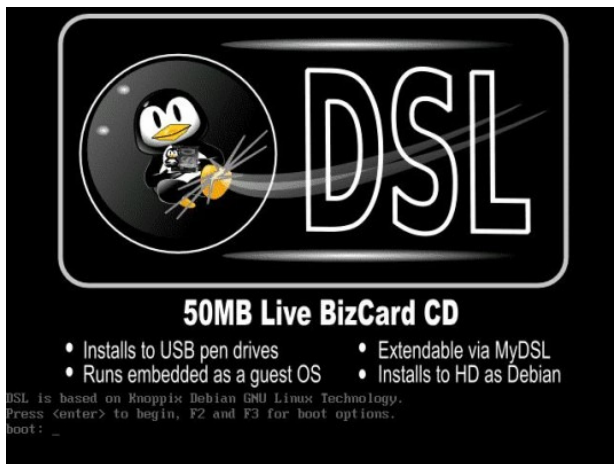 DSL
50MB Live BizCard CD
• Installs to USB pen drives
• Extendable via MyDSL
• Runs embedded as a guest OS
• Installs to HD as Debian
DSL is based on Knoppix Debian GNU Linux Technology.
Press <enter> to begin, F2 and F3 for boot options.
boot: _